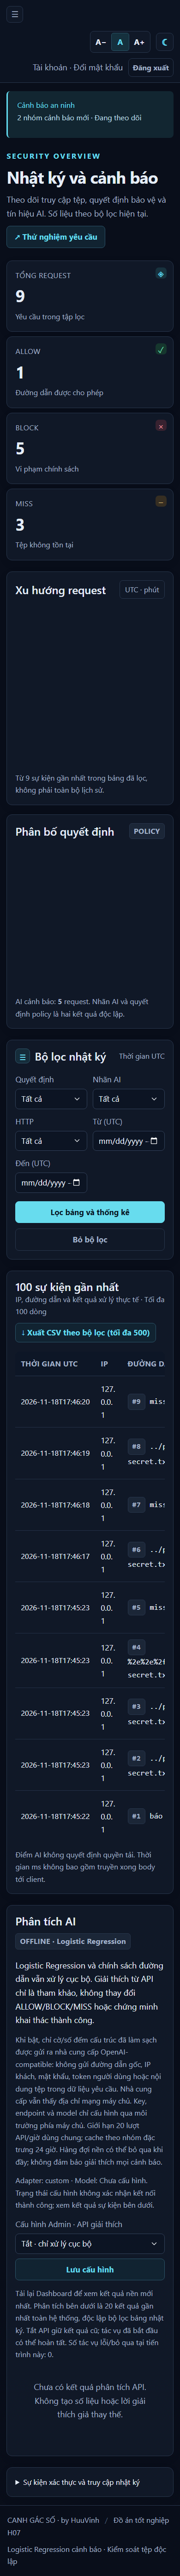 ☰
A− A A+ ☾
Tài khoản · Đổi mật khẩu Đăng xuất
Cảnh báo an ninh
2 nhóm cảnh báo mới · Đang theo dõi
SECURITY OVERVIEW
Nhật ký và cảnh báo
Theo dõi truy cập tệp, quyết định bảo vệ và
tín hiệu AI. Số liệu theo bộ lọc hiện tại.
↗ Thử nghiệm yêu cầu
TỔNG REQUEST
9
Yêu cầu trong tập lọc
ALLOW
1
Đường dẫn được cho phép
BLOCK
5
Vi phạm chính sách
MISS
3
Tệp không tồn tại
Xu hướng request UTC · phút
Từ 9 sự kiện gần nhất trong bảng đã lọc,
không phải toàn bộ lịch sử.
Phân bố quyết định POLICY
AI cảnh báo: 5 request. Nhãn AI và quyết
định policy là hai kết quả độc lập.
☰ Bộ lọc nhật ký Thời gian UTC
Quyết định Nhãn AI
Tất cả Tất cả
HTTP Từ (UTC)
Tất cả mm/dd/yyyy --
Đến (UTC)
mm/dd/yyyy --
Lọc bảng và thống kê
Bỏ bộ lọc
100 sự kiện gần nhất
IP, đường dẫn và kết quả xử lý thực tế · Tối đa
100 dòng
↓ Xuất CSV theo bộ lọc (tối đa 500)
THỜI GIAN UTC IP ĐƯỜNG DẪ
2026-11-18T17:46:20 127.0.0.1 #9 miss
2026-11-18T17:46:19 127.0.0.1 #8 ../p
secret.tx
2026-11-18T17:46:18 127.0.0.1 #7 miss
2026-11-18T17:46:17 127.0.0.1 #6 ../p
secret.tx
2026-11-18T17:45:23 127.0.0.1 #5 miss
2026-11-18T17:45:23 127.0.0.1 #4
%2e%2e%2f
secret.tx
2026-11-18T17:45:23 127.0.0.1 #3 ../p
secret.tx
2026-11-18T17:45:23 127.0.0.1 #2 ../p
secret.tx
2026-11-18T17:45:22 127.0.0.1 #1 báo
Điểm AI không quyết định quyền tải. Thời
gian ms không bao gồm truyền xong body
tới client.
Phân tích AI
OFFLINE · Logistic Regression
Logistic Regression và chính sách đường
dẫn vẫn xử lý cục bộ. Giải thích từ API
chỉ là tham khảo, không thay đổi
ALLOW/BLOCK/MISS hoặc chứng minh
khai thác thành công.
Khi bật, chỉ cờ/số đếm cấu trúc đã làm sạch
được gửi ra nhà cung cấp OpenAI-
compatible: không gửi đường dẫn gốc, IP
khách, mật khẩu, token người dùng hoặc nội
dung tệp trong dữ liệu yêu cầu. Nhà cung
cấp vẫn thấy địa chỉ mạng máy chủ. Key,
endpoint và model chỉ cấu hình qua môi
trường phía máy chủ. Giới hạn 20 lượt
API/giờ dùng chung; cache theo nhóm đặc
trưng 24 giờ. Hàng đợi nền có thể bỏ qua khi
đầy; không đảm bảo giải thích mọi cảnh báo.
Adapter: custom · Model: Chưa cấu hình.
Trạng thái cấu hình không xác nhận kết nối
thành công; xem kết quả sự kiện bên dưới.
Cấu hình Admin · API giải thích
Tắt · chỉ xử lý cục bộ
Lưu cấu hình
Tải lại Dashboard để xem kết quả nền mới
nhất. Phân tích bên dưới là 20 kết quả gần
nhất toàn hệ thống, độc lập bộ lọc bảng nhật
ký. Tắt API giữ kết quả cũ; tác vụ đã bắt đầu
có thể hoàn tất. Số tác vụ lỗi/bỏ qua tại tiến
trình này: 0.
Chưa có kết quả phân tích API.
Không tạo số liệu hoặc lời giải
thích giả thay thế.
▶ Sự kiện xác thực và truy cập nhật ký
CANH GÁC SỐ · by HuuVinh / Đồ án tốt nghiệp
H07
Logistic Regression cảnh báo · Kiểm soát tệp độc
lập